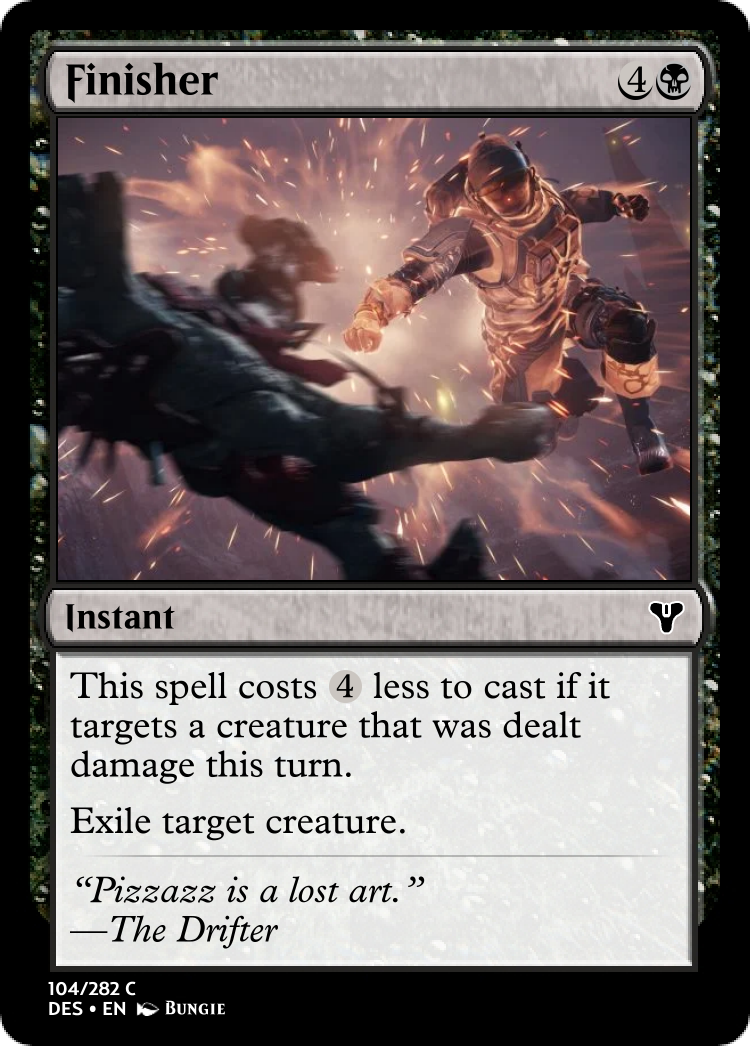 Finisher 4
Instant
This spell costs 4 less to cast if it
targets a creature that was dealt
damage this turn.
Exile target creature.
“Pizzazz is a lost art.”
—The Drifter
104/282 C
DES • EN Bungie